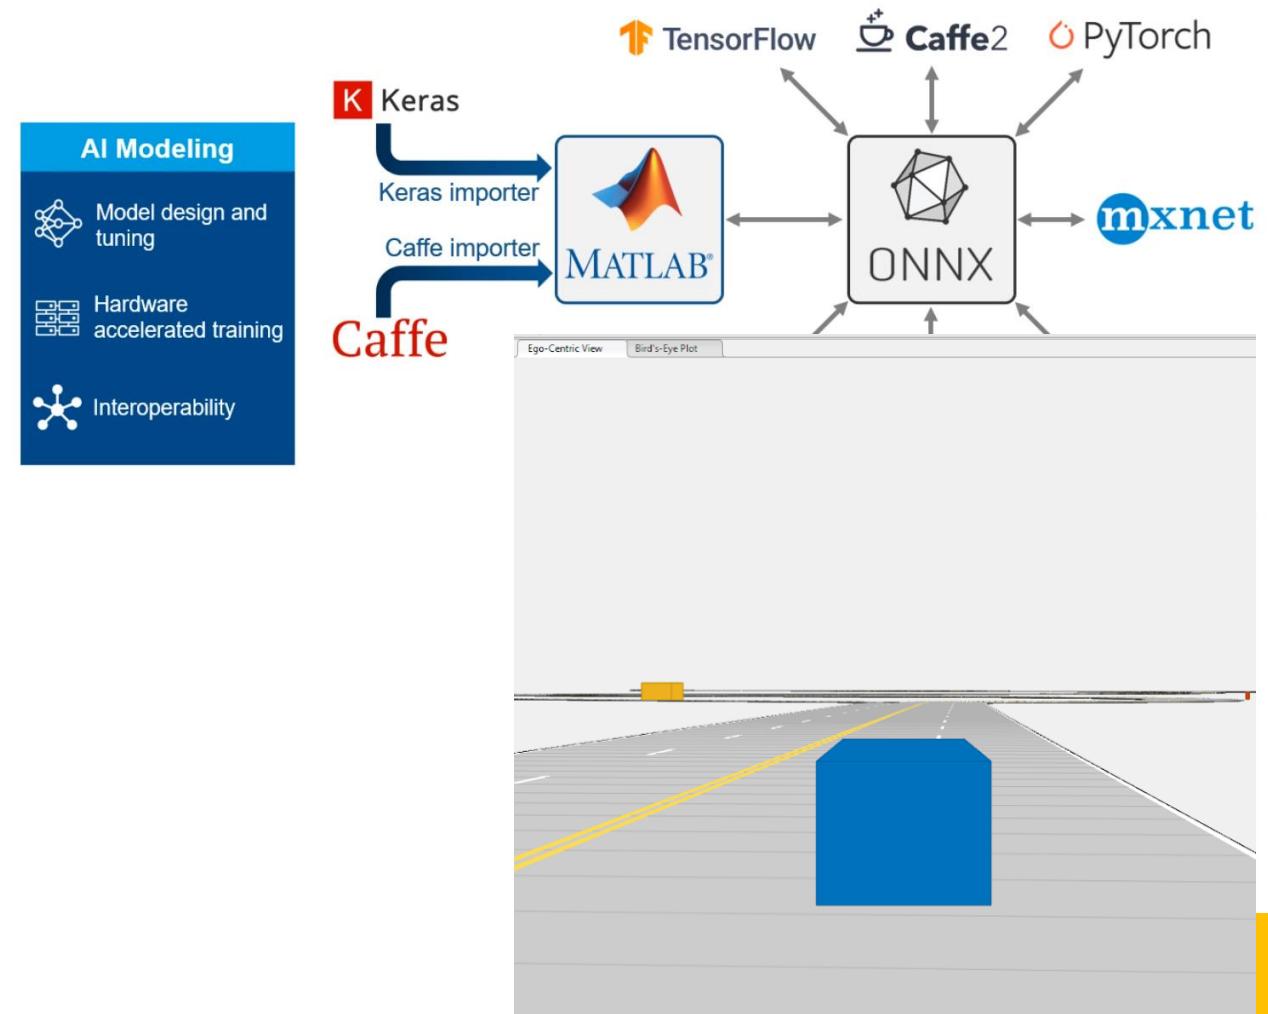 TensorFlow
Caffe2
PyTorch
K Keras
AI Modeling
Model design and
tuning
Hardware
accelerated training
Interoperability
Keras importer
Caffe importer
Caffe
MATLAB®
ONNX
mxnet
Ego-Centric View
Bird's-Eye Plot